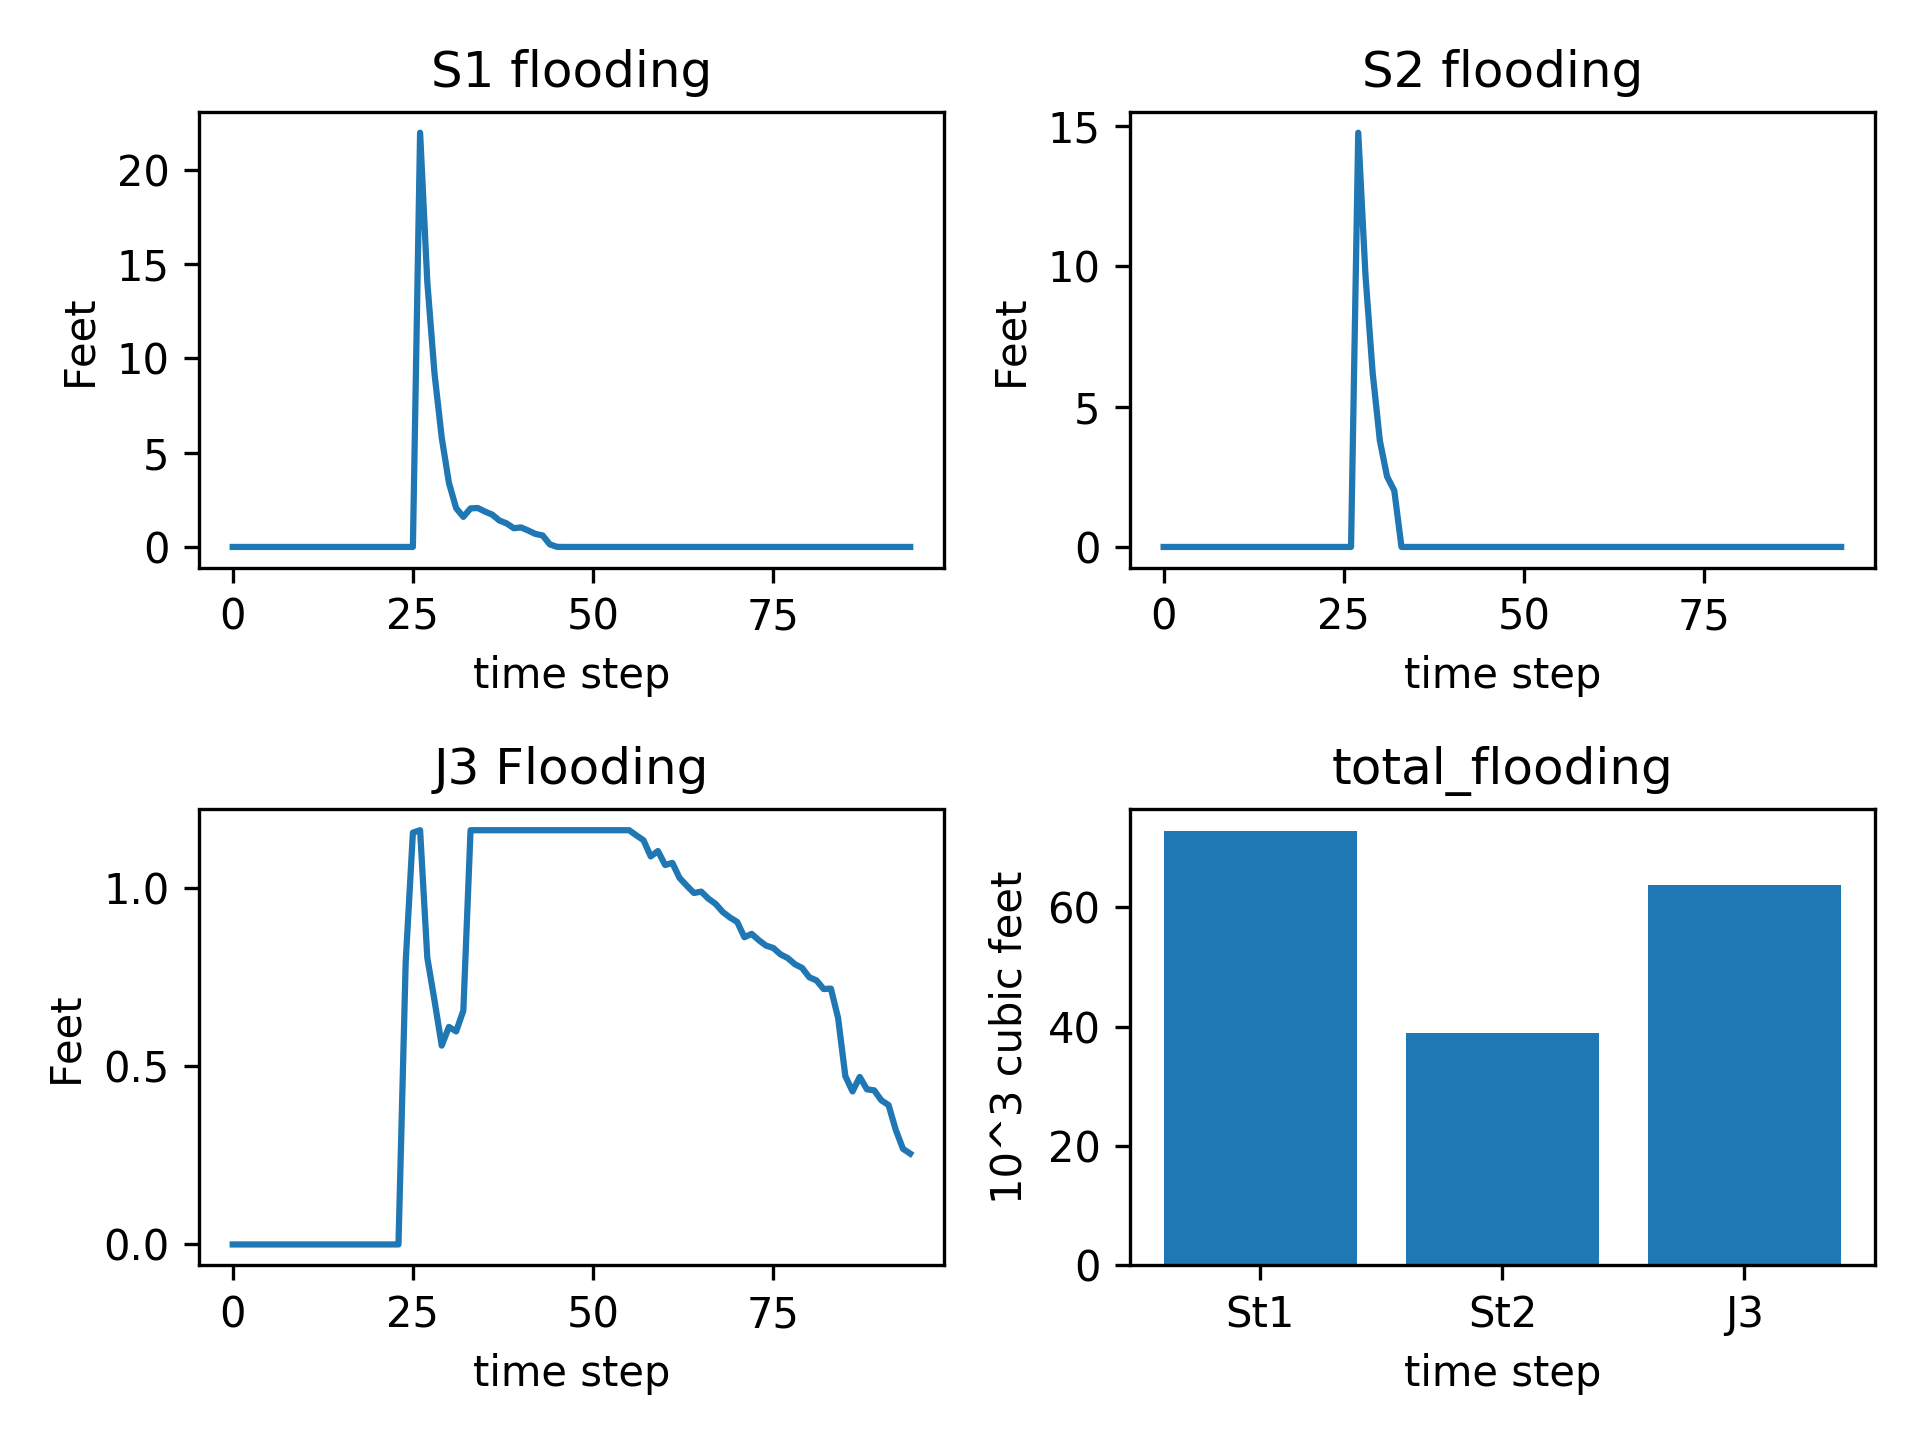 S1 flooding
Feet
20
15
10
5
0
0 25 50 75
time step
S2 flooding
Feet
15
10
5
0
0 25 50 75
time step
J3 Flooding
Feet
1.0
0.5
0.0
0 25 50 75
time step
total_flooding
10^3 cubic feet
60
40
20
0
St1 St2 J3
time step